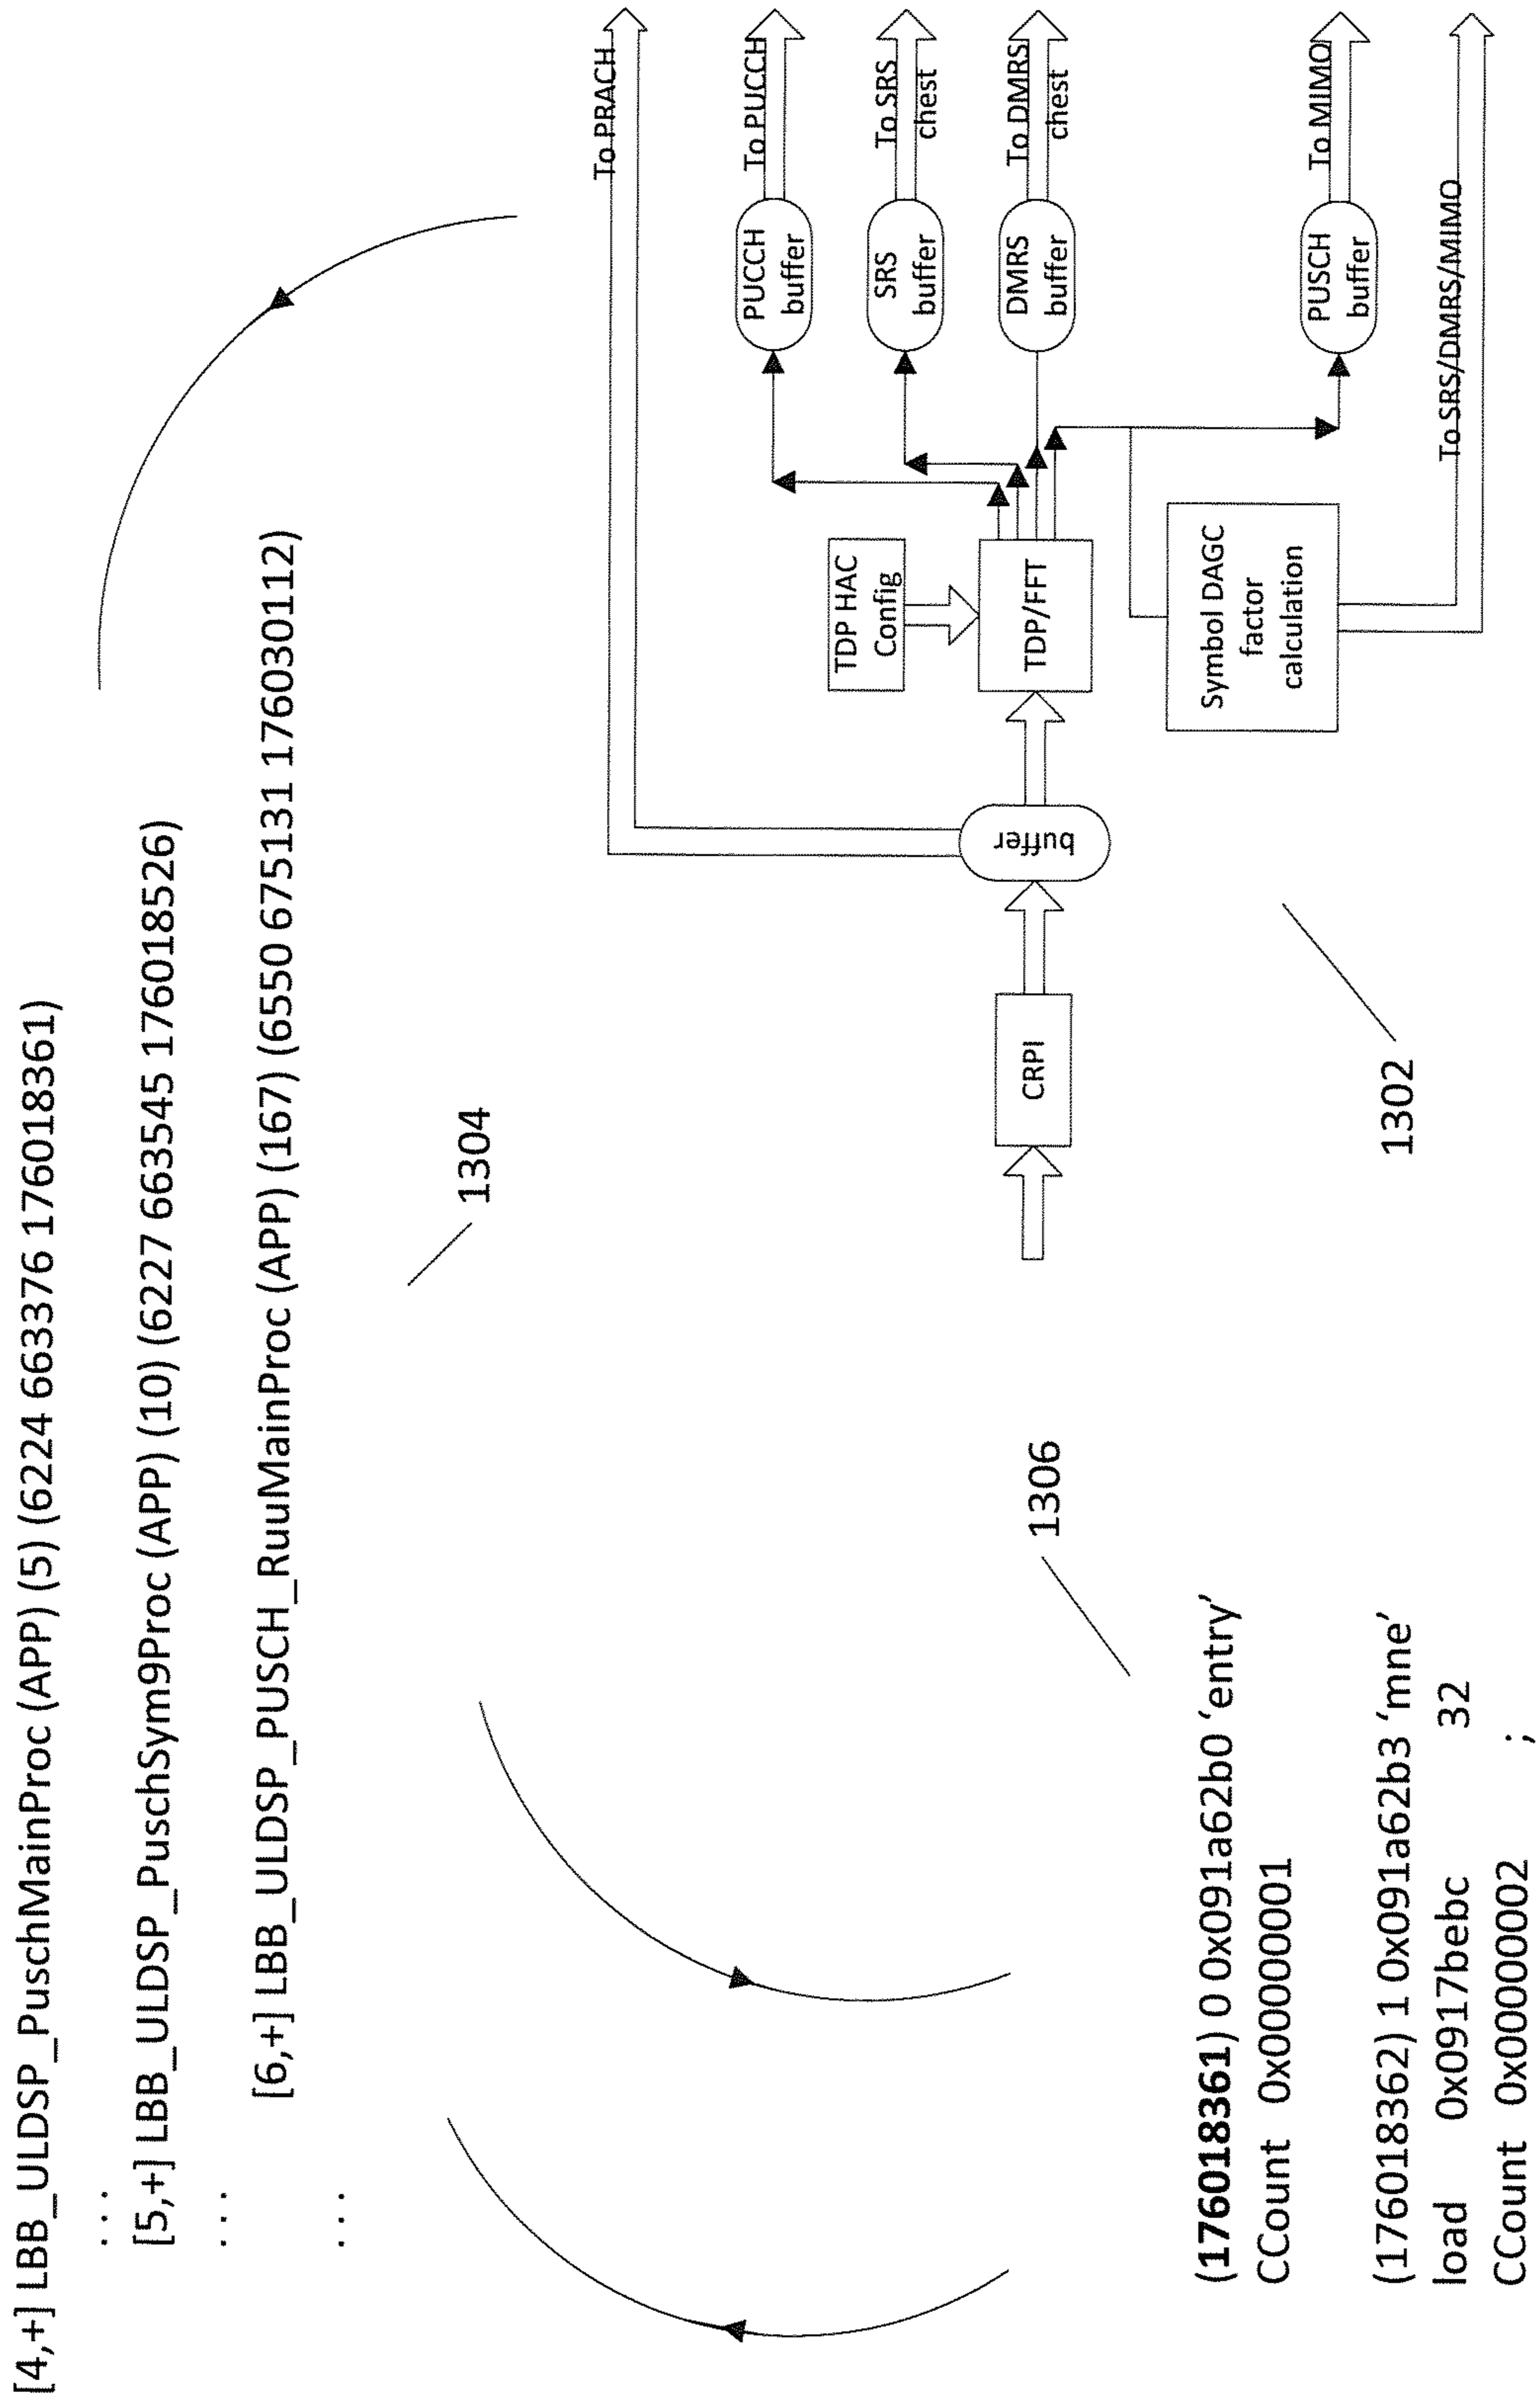 [4,+] LBB_ULDSP_PuschMainProc (APP) (5) (6224 663376 176018361)
. . .
[5,+] LBB_ULDSP_PuschSym9Proc (APP) (10) (6227 663545 176018526)
. . .
[6,+] LBB_ULDSP_PUSCH_RuuMainProc (APP) (167) (6550 675131 176030112)
. . .
1304
To PRACH
PUCCH
buffer
To PUCCH
SRS
buffer
To SRS
chest
DMRS
buffer
To DMRS
chest
PUSCH
buffer
To MIMO
To SRS/DMRS/MIMO
TDP HAC
Config
TDP/FFT
Symbol DAGC
factor
calculation
buffer
CRPI
1302
1306
(176018361) 0 0x091a62b0 ‘entry’
CCount 0x00000001
(176018362) 1 0x091a62b3 ‘mne’
load 0x0917bebc 32
CCount 0x00000002 ;